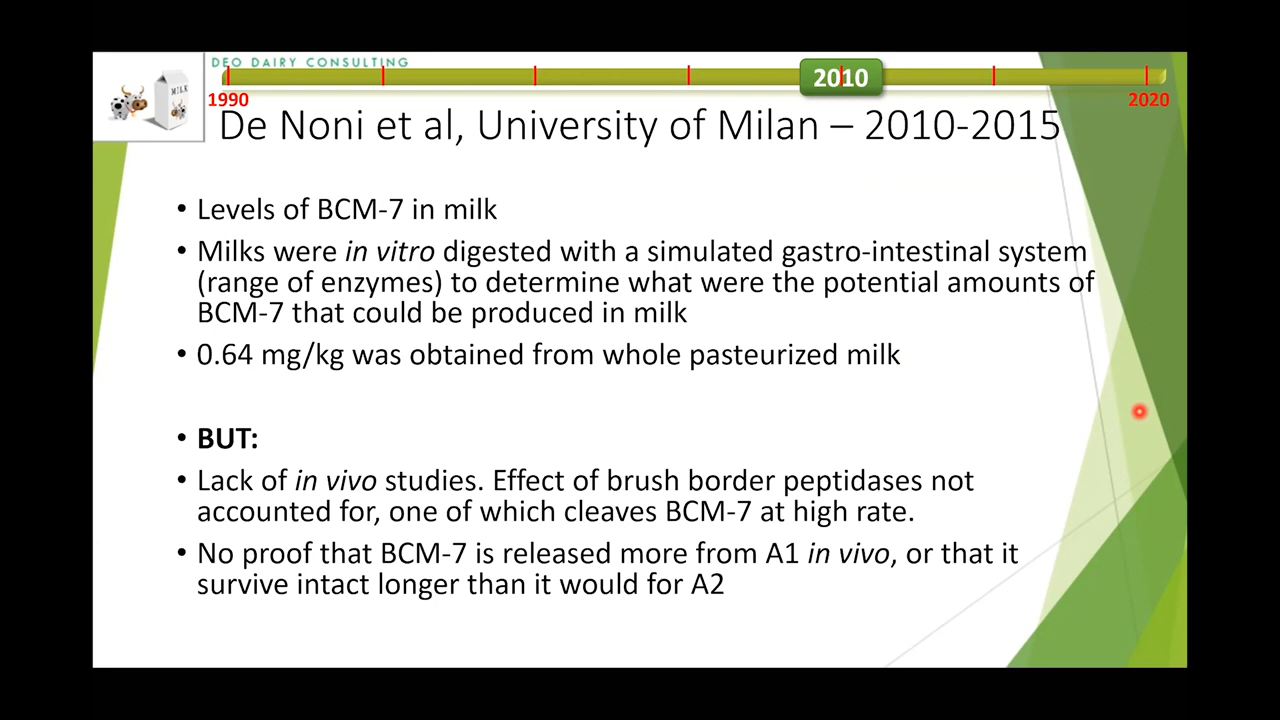 DEO DAIRY CONSULTING
MILK
2010
1990
2020
De Noni et al, University of Milan – 2010-2015
• Levels of BCM-7 in milk
• Milks were in vitro digested with a simulated gastro-intestinal system
(range of enzymes) to determine what were the potential amounts of
BCM-7 that could be produced in milk
• 0.64 mg/kg was obtained from whole pasteurized milk
• BUT:
• Lack of in vivo studies. Effect of brush border peptidases not
accounted for, one of which cleaves BCM-7 at high rate.
• No proof that BCM-7 is released more from A1 in vivo, or that it
survive intact longer than it would for A2